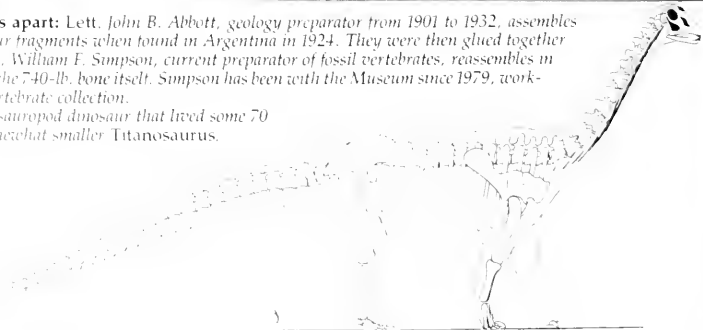 s apart: Left, John B. Abbott, geology preparator from 1901 to 1932, assembles
ur fragments when found in Argentina in 1924. They were then glued together
, William F. Simpson, current preparator of fossil vertebrates, reassembles in
he 740-lb. bone itself. Simpson has been with the Museum since 1979, work-
rtebrate collection.
sauropod dinosaur that lived some 70
newhat smaller Titanosaurus.